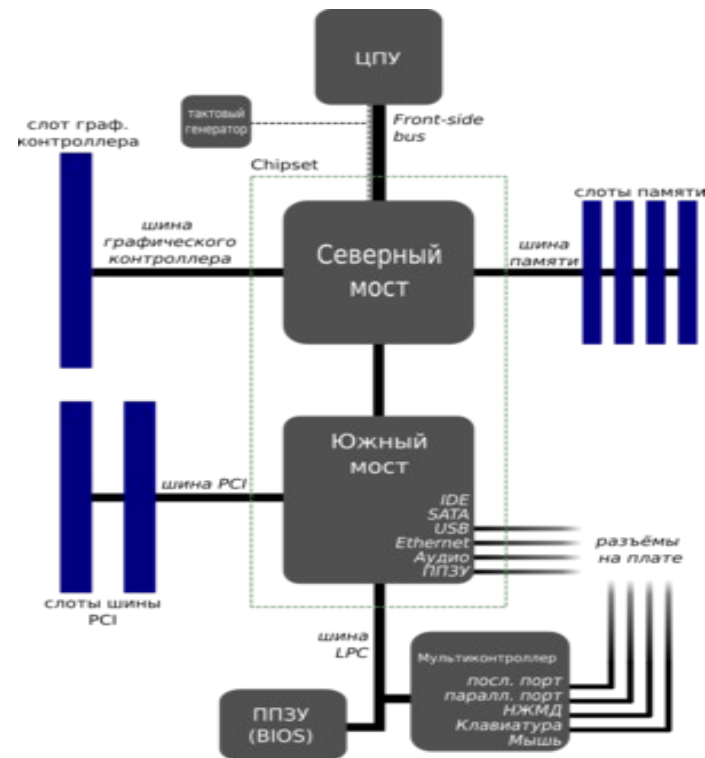 ЦПУ
тактовый
генератор
Front-side
bus
слот граф.
контроллера
Chipset
слоты памяти
шина
графического
контроллера
Северный
мост
шина
памяти
Южный
мост
шина PCI
IDE
SATA
USB
Ethernet
Аудио
ППЗУ
разъёмы
на плате
слоты шины
PCI
шина
LPC
Мультиконтроллер
посл. порт
паралл. порт
НЖМД
Клавиатура
Мышь
ППЗУ
(BIOS)